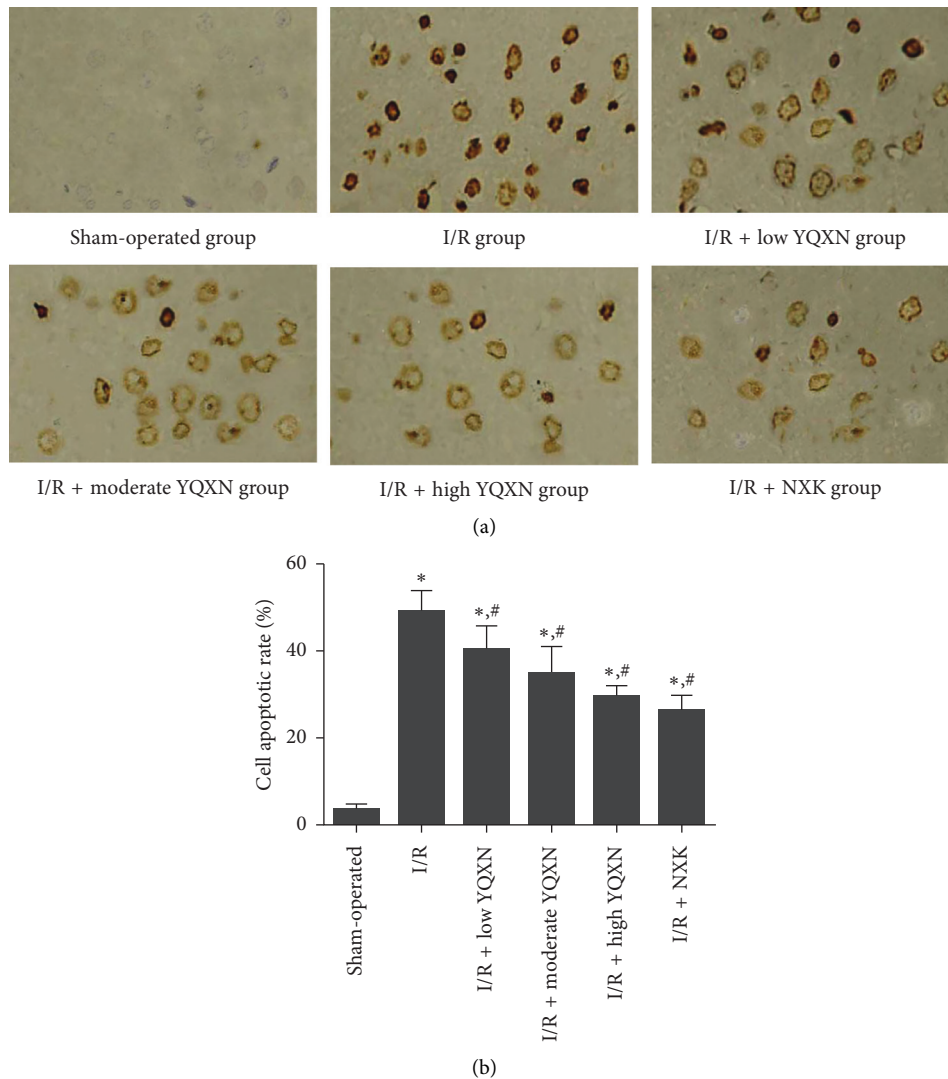 Sham-operated group
I/R group
I/R + low YQXN group
I/R + moderate YQXN group
I/R + high YQXN group
I/R + NXK group
(a)
60
40
20
0
Cell apoptotic rate (%)
*
*,#
*,#
*,#
*,#
Sham-operated
I/R
I/R + low YQXN
I/R + moderate YQXN
I/R + high YQXN
I/R + NXK
(b)